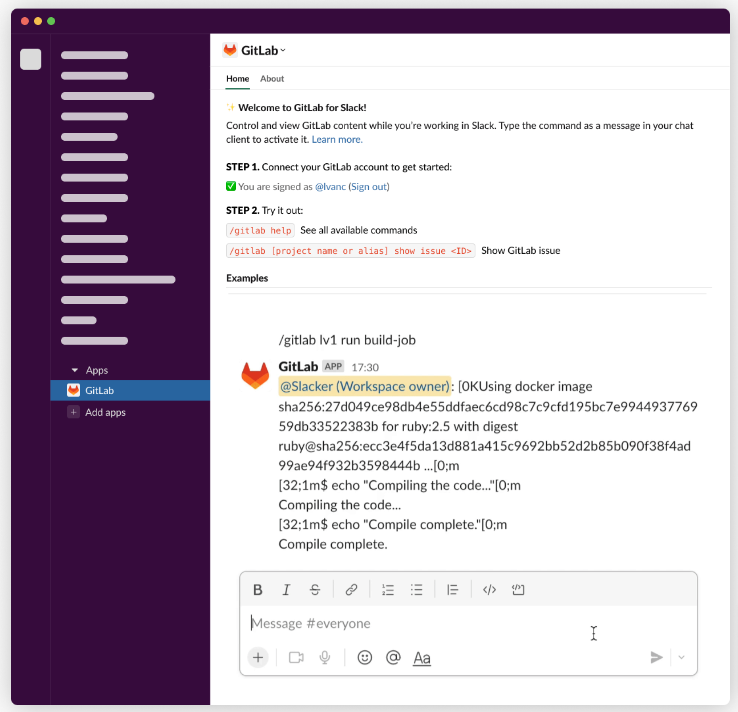 GitLab
Home About
✨ Welcome to GitLab for Slack!
Control and view GitLab content while you're working in Slack. Type the command as a message in your chat
client to activate it. Learn more.
STEP 1. Connect your GitLab account to get started:
✅ You are signed as @lvanc (Sign out)
STEP 2. Try it out:
/gitlab help See all available commands
/gitlab [project name or alias] show issue <ID> Show GitLab issue
Examples
Apps
GitLab
+ Add apps
/gitlab lv1 run build-job
GitLab APP 17:30
@Slacker (Workspace owner): [0KUsing docker image
sha256:27d049ce98db4e55ddfaec6cd98c7c9cfd195bc7e9944937769
59db33522383b for ruby:2.5 with digest
ruby@sha256:ecc3e4f5da13d881a415c9692bb52d2b85b090f38f4ad
99ae94f932b3598444b ...[0;m
[32;1m$ echo "Compiling the code..."[0;m
Compiling the code...
[32;1m$ echo "Compile complete."[0;m
Compile complete.
B I S
Message #everyone
+ @ Aa